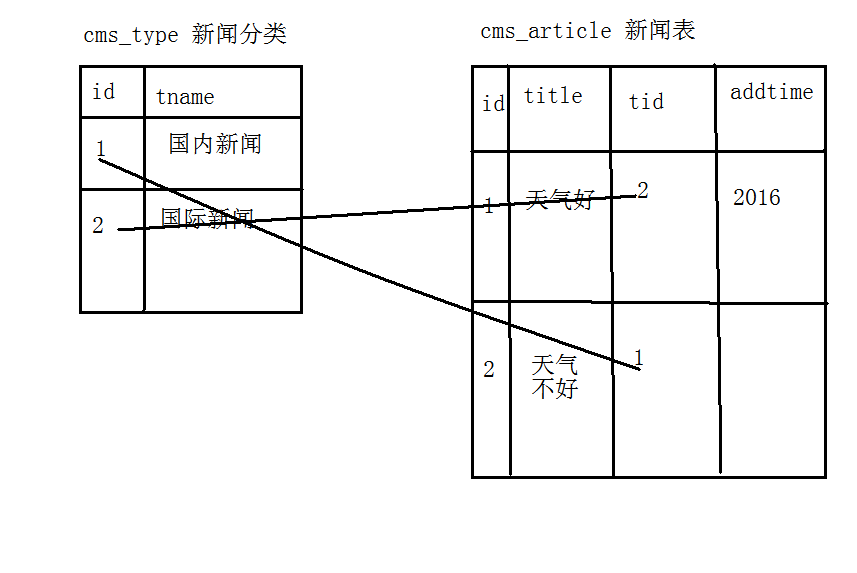 cms_type 新闻分类
id tname
1 国内新闻
2 国际新闻
cms_article 新闻表
id title tid addtime
1 天气好 2 2016
2 天气 1
不好